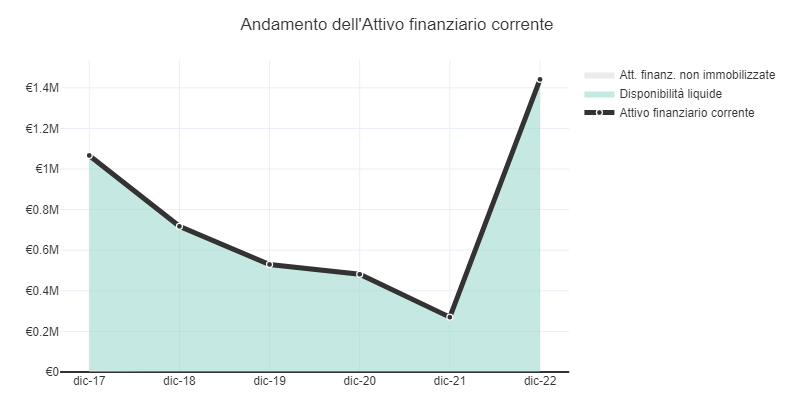 Andamento dell'Attivo finanziario corrente
Att. finanz. non immobilizzate
Disponibilità liquide
Attivo finanziario corrente
€1.4M
€1.2M
€1M
€0.8M
€0.6M
€0.4M
€0.2M
€0
dic-17 dic-18 dic-19 dic-20 dic-21 dic-22